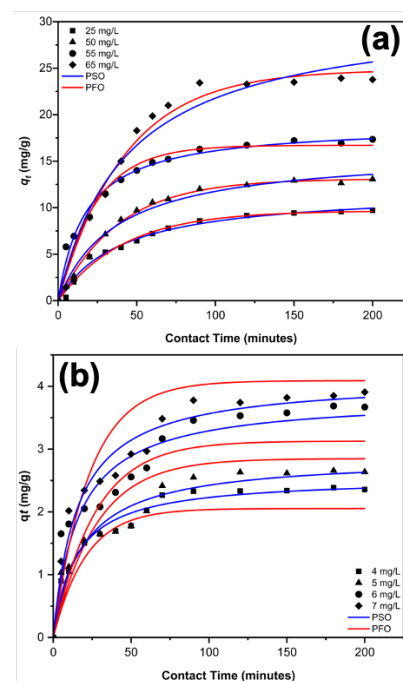 (a)
25 mg/L
50 mg/L
55 mg/L
65 mg/L
PSO
PFO
30
25
20
15
10
5
0
qt (mg/g)
0 50 100 150 200
Contact Time (minutes)
(b)
4
3
2
1
0
qt (mg/g)
4 mg/L
5 mg/L
6 mg/L
7 mg/L
PSO
PFO
0 50 100 150 200
Contact Time (minutes)